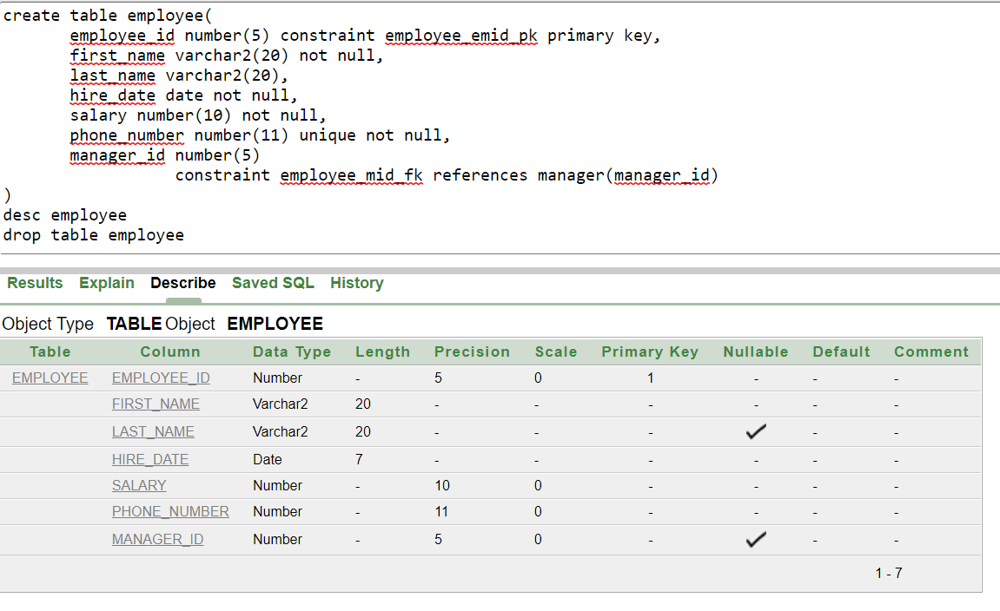 create table employee(
employee_id number(5) constraint employee_emid_pk primary key,
first_name varchar2(20) not null,
last_name varchar2(20),
hire_date date not null,
salary number(10) not null,
phone_number number(11) unique not null,
manager_id number(5)
constraint employee_mid_fk references manager(manager_id)
)
desc employee
drop table employee
Results Explain Describe Saved SQL History
Object Type TABLE Object EMPLOYEE
Table Column Data Type Length Precision Scale Primary Key Nullable Default Comment
EMPLOYEE EMPLOYEE_ID Number - 5 0 1 - - -
FIRST_NAME Varchar2 20 - - - - - -
LAST_NAME Varchar2 20 - - - ✓ - -
HIRE_DATE Date 7 - - - - - -
SALARY Number - 10 0 - - - -
PHONE_NUMBER Number - 11 0 - - - -
MANAGER_ID Number - 5 0 - ✓ - -
1 - 7